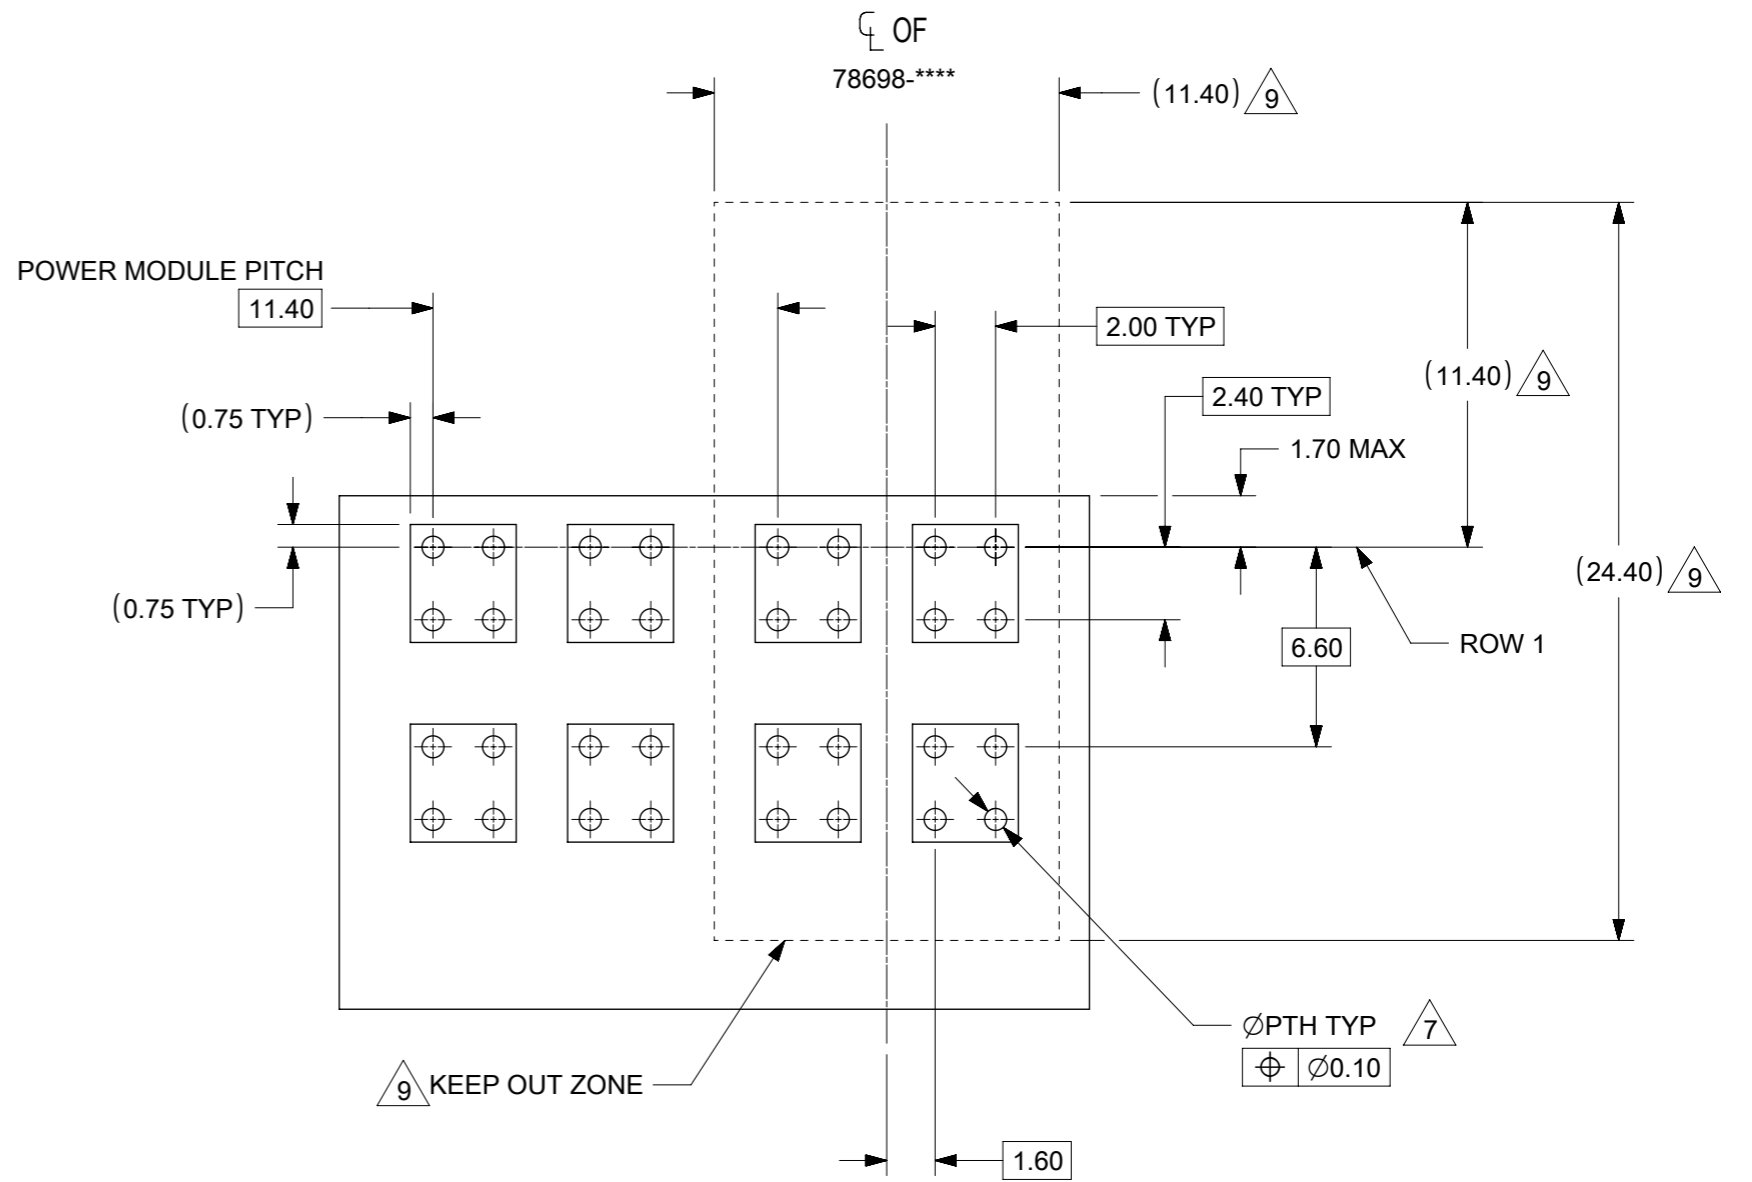 ℄ OF
78698-****
(11.40) 9
POWER MODULE PITCH
11.40
2.00 TYP
(11.40) 9
2.40 TYP
(0.75 TYP)
1.70 MAX
(24.40) 9
(0.75 TYP)
6.60
ROW 1
ØPTH TYP 7
⌖ Ø0.10
9 KEEP OUT ZONE
1.60